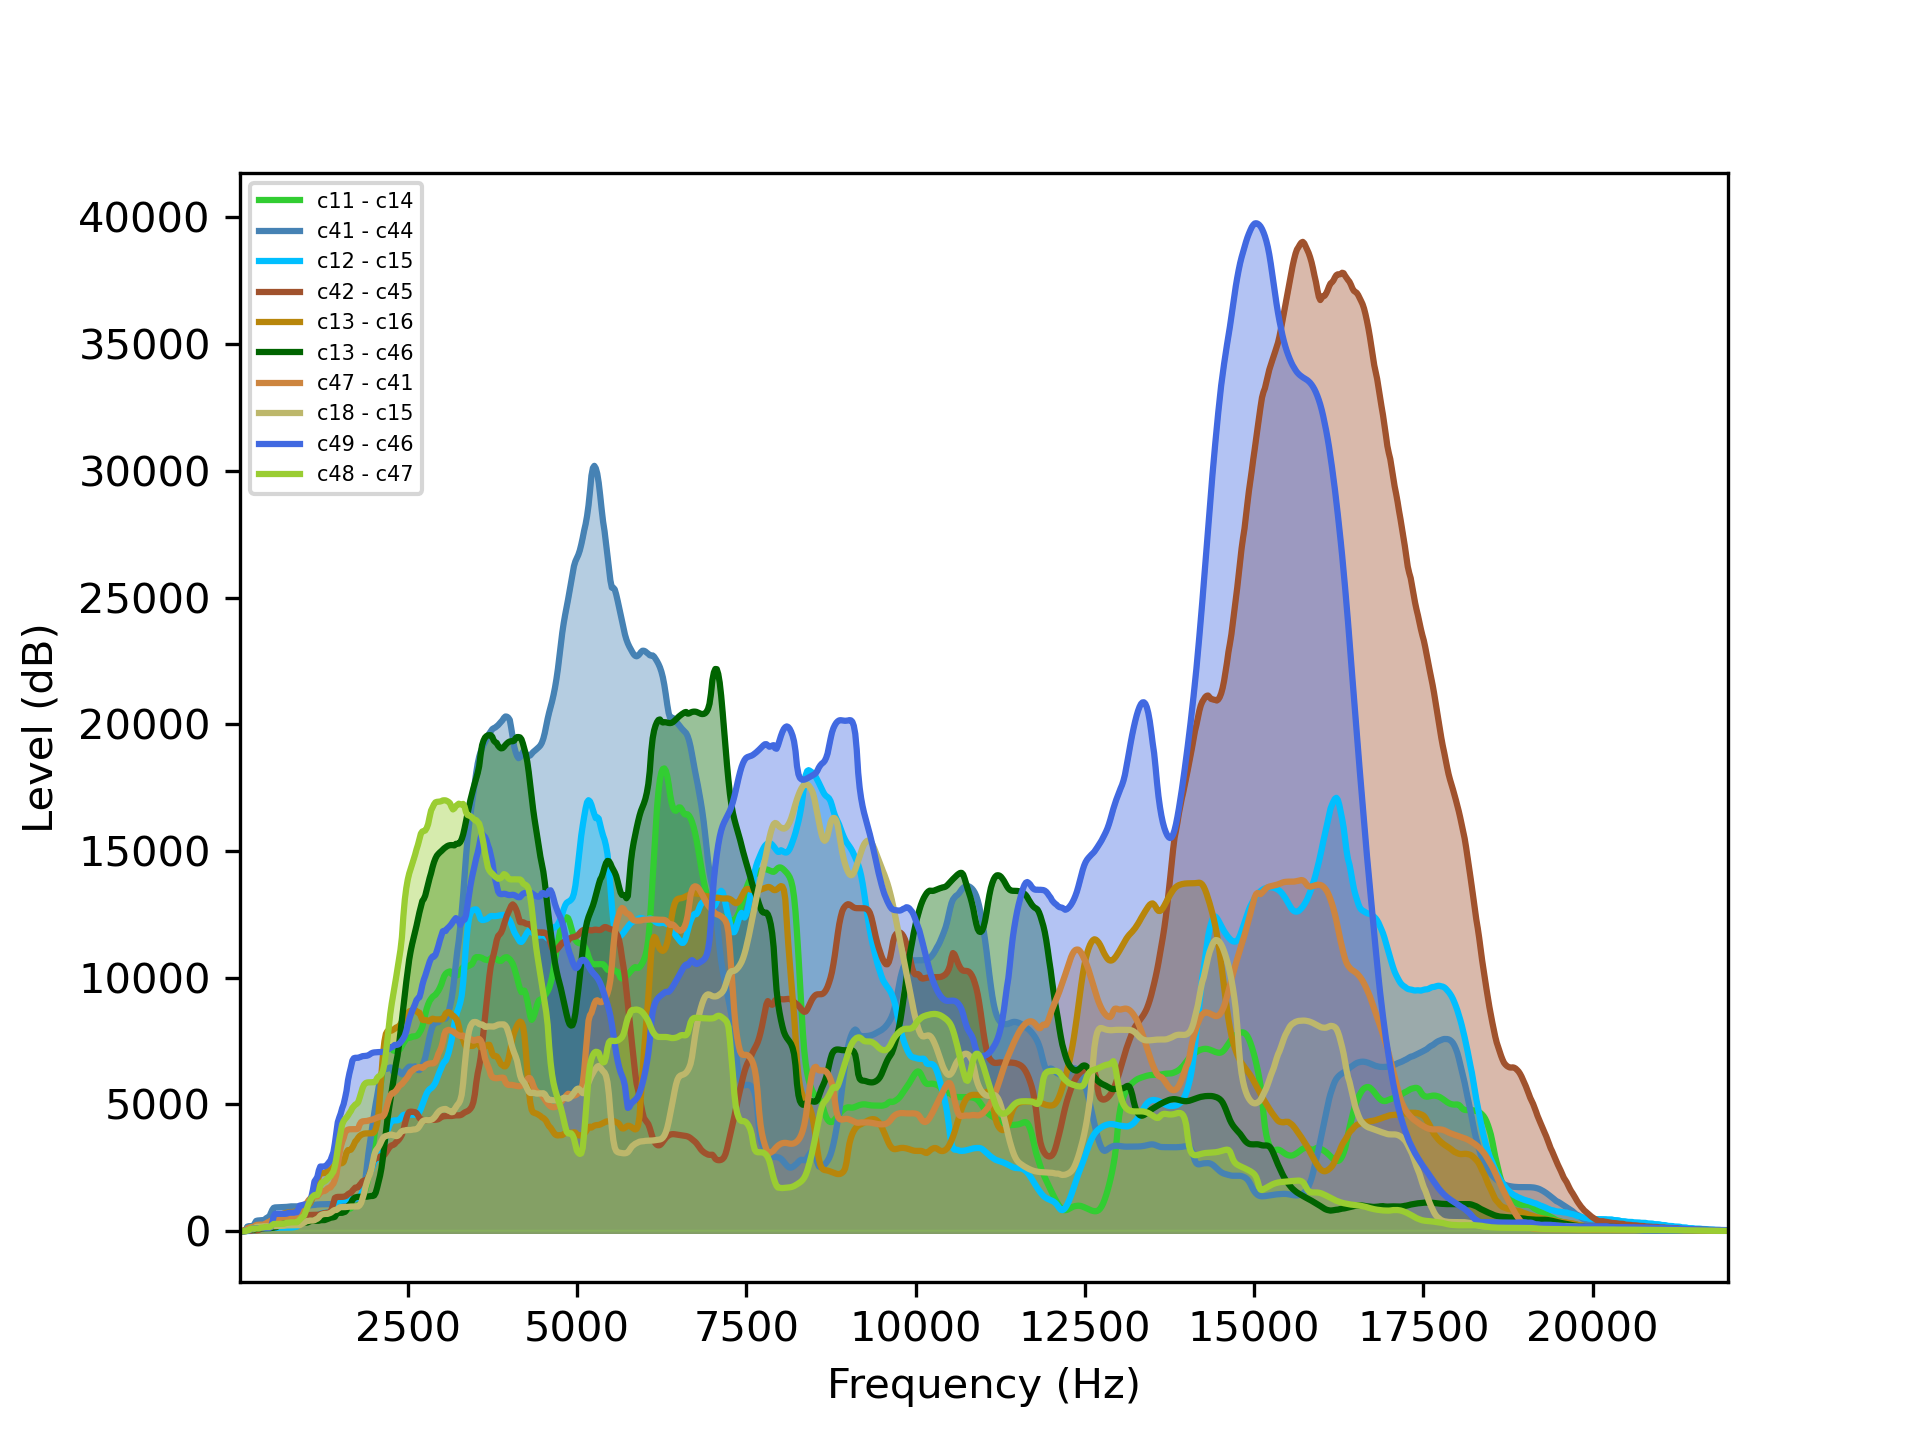 c11 - c14
c41 - c44
c12 - c15
c42 - c45
c13 - c16
c13 - c46
c47 - c41
c18 - c15
c49 - c46
c48 - c47
40000
35000
30000
25000
20000
15000
10000
5000
0
Level (dB)
2500 5000 7500 10000 12500 15000 17500 20000
Frequency (Hz)